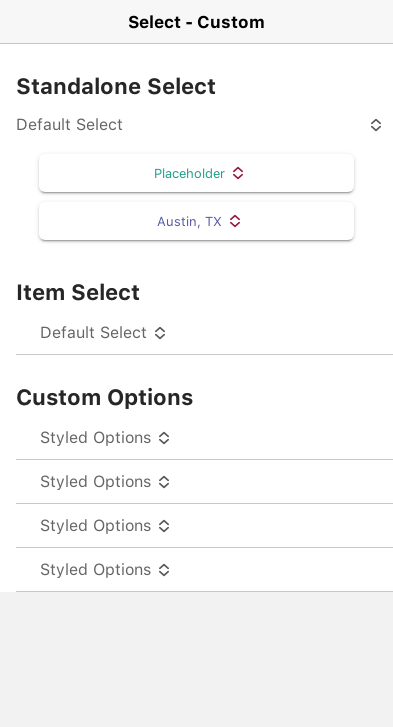 Select - Custom
Standalone Select
Default Select
Placeholder
Austin, TX
Item Select
Default Select
Custom Options
Styled Options
Styled Options
Styled Options
Styled Options